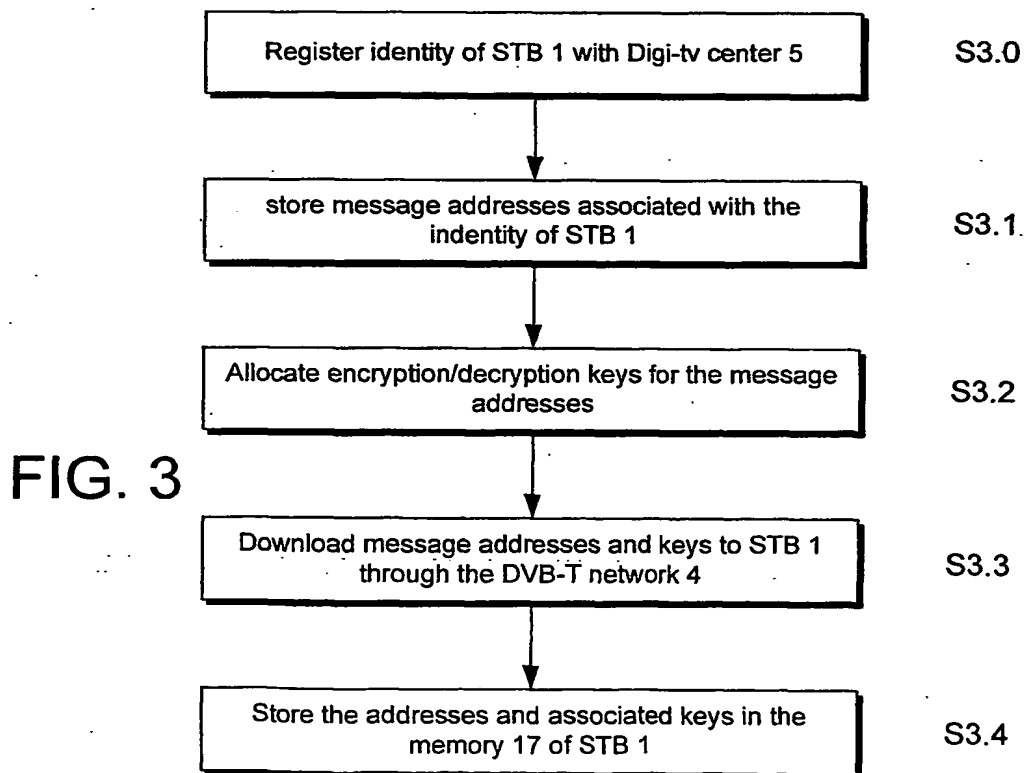 Register identity of STB 1 with Digi-tv center 5
S3.0
store message addresses associated with the
indentity of STB 1
S3.1
Allocate encryption/decryption keys for the message
addresses
S3.2
FIG. 3
Download message addresses and keys to STB 1
through the DVB-T network 4
S3.3
Store the addresses and associated keys in the
memory 17 of STB 1
S3.4